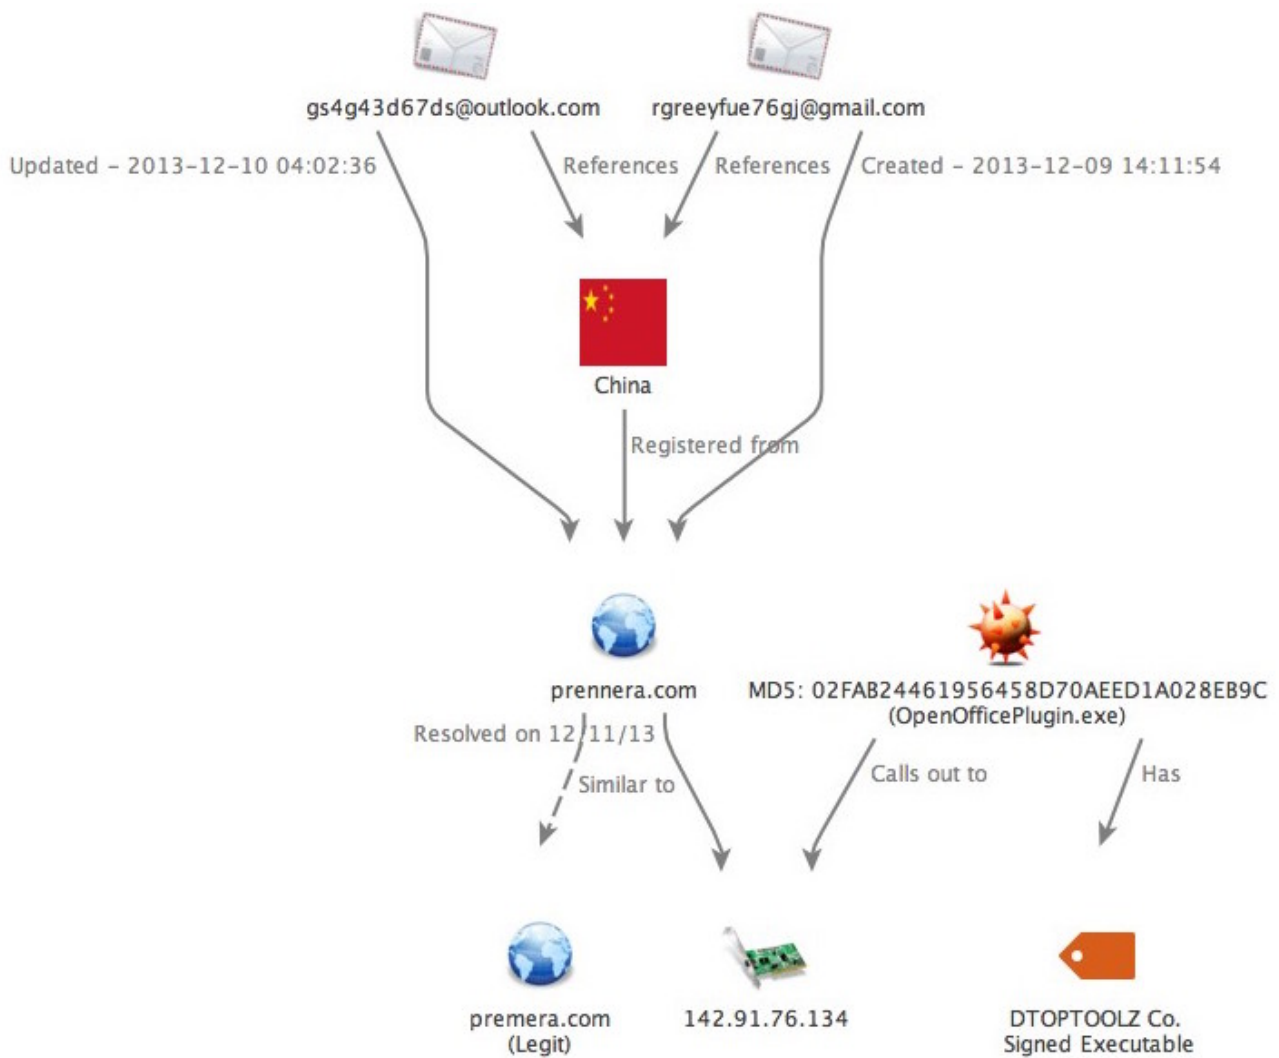 gs4g43d67ds@outlook.com
rgreeyfue76gj@gmail.com
Updated - 2013-12-10 04:02:36
References
References
Created - 2013-12-09 14:11:54
China
Registered from
prennera.com
MD5: 02FAB24461956458D70AEED1A028EB9C
(OpenOfficePlugin.exe)
Resolved on 12/11/13
Similar to
Calls out to
Has
premera.com
(Legit)
142.91.76.134
DTOPTOOLZ Co.
Signed Executable